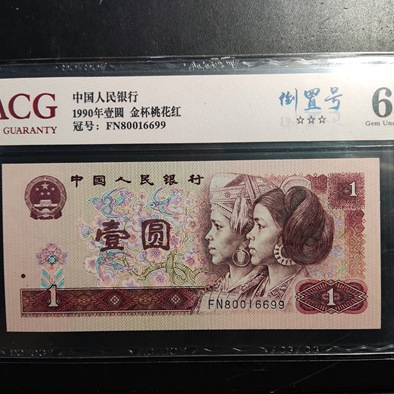 ACG
GUARANTY
中国人民银行
1990年壹圆 金杯桃花红
冠号: FN80016699
倒置号
☆☆☆
6
Gem Unc
中国人民银行
1
壹圆
FN80016699
1
1